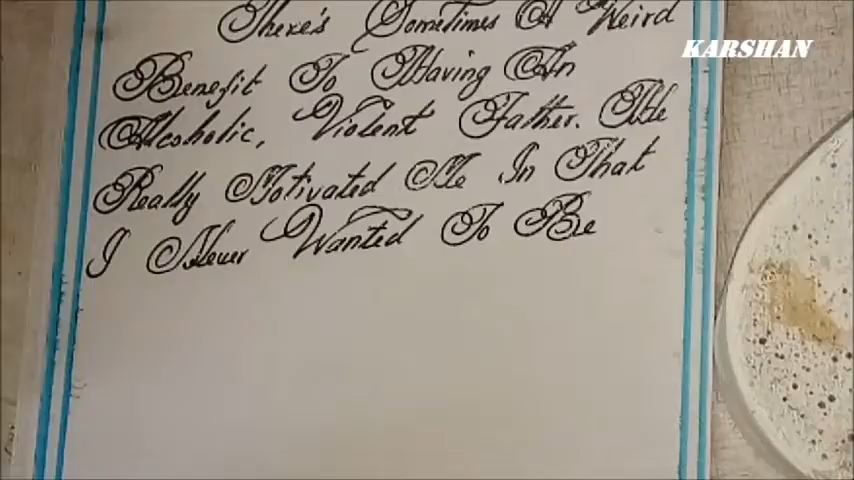 There's Sometimes A Weird
KARSHAN
Benefit To Having An
Alcoholic, Violent Father. He
Really Motivated Me In That
I Never Wanted To Be